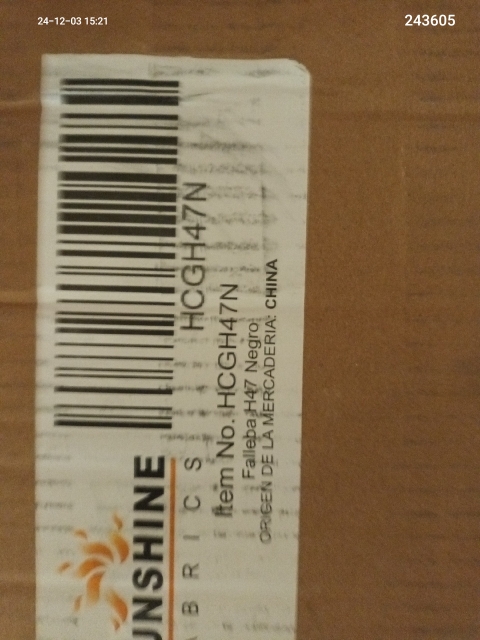 24-12-03 15:21
243605
HCGH47N
Item No. HCGH47N
Falleba H47 Negro
ORIGEN DE LA MERCADERIA: CHINA
UNSHINE
ABRICS